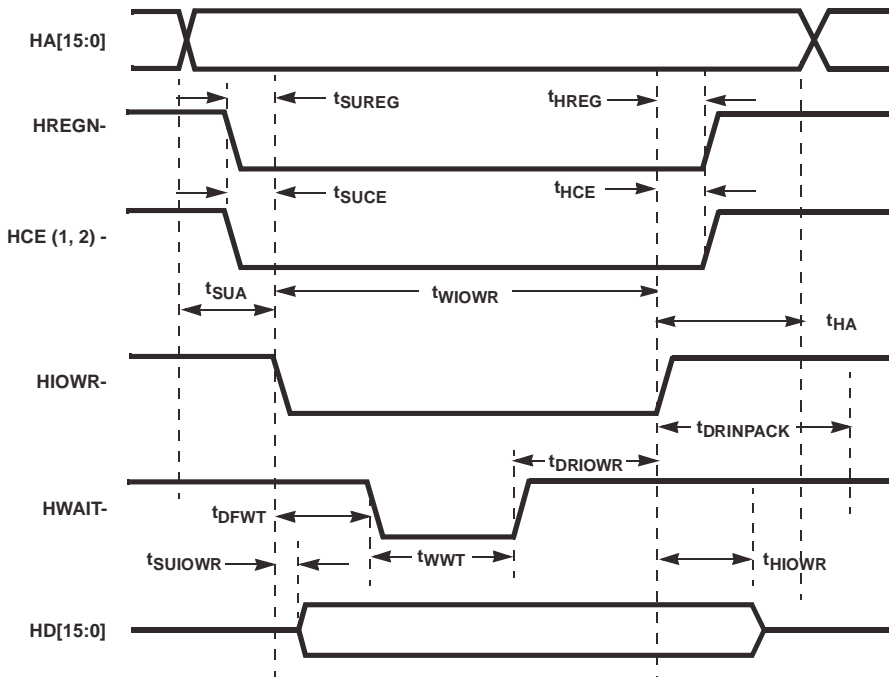 HA[15:0]
tSUREG
tHREG
HREGN-
tSUCE
tHCE
HCE (1, 2) -
tSUA
tWIOWR
tHA
HIOWR-
tDRINPACK
tDRIOWR
HWAIT-
tDFWT
tSUIOWR
tWWT
tHIOWR
HD[15:0]